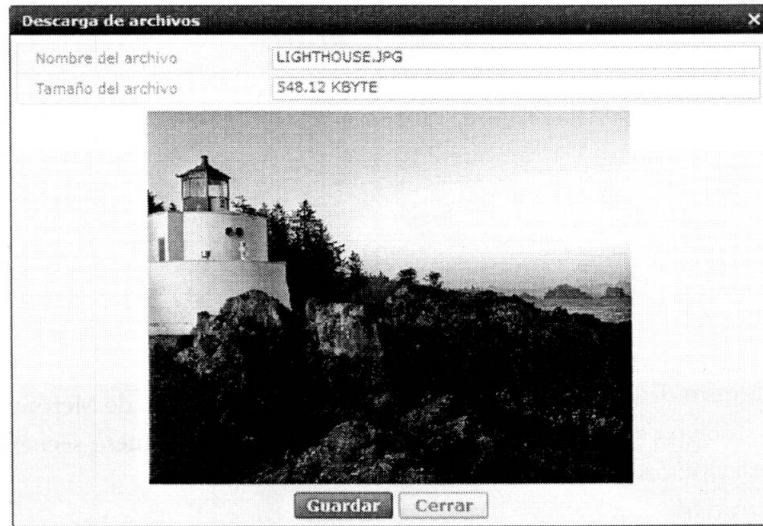 Descarga de archivos
Nombre del archivo LIGHTHOUSE.JPG
Tamaño del archivo 548.12 KBYTE
Guardar Cerrar